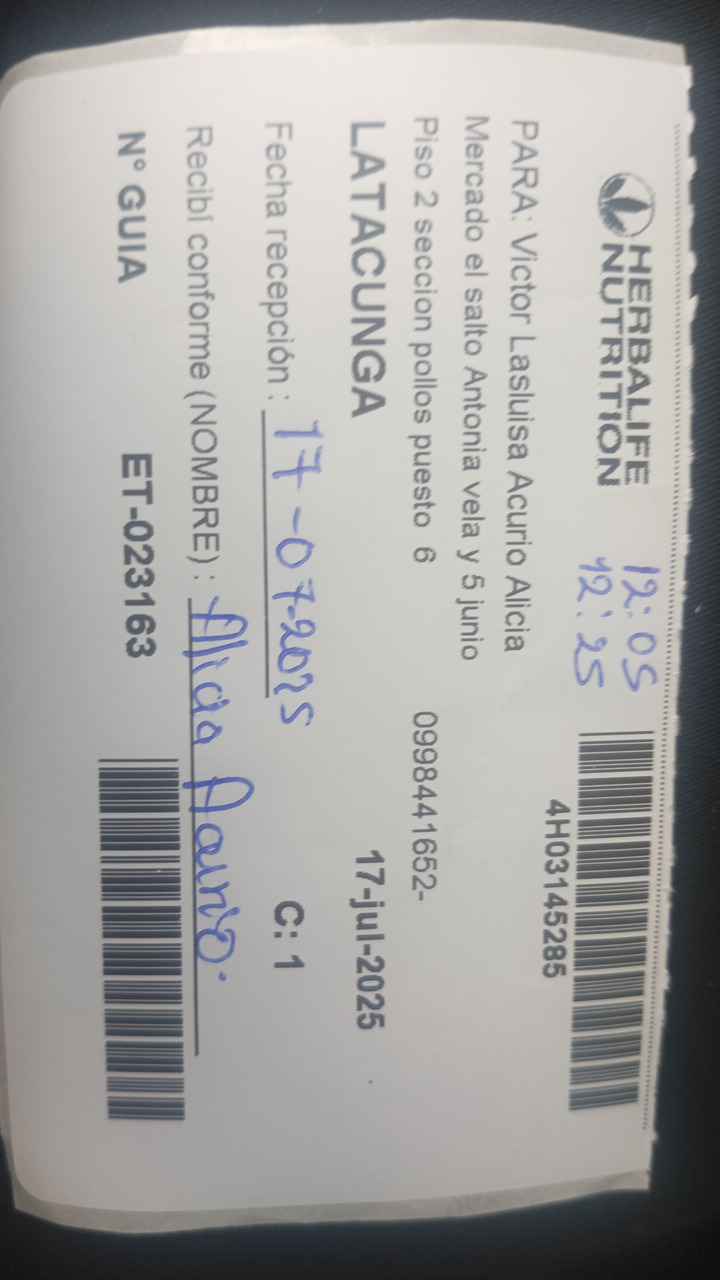 HERBALIFE
NUTRITION
12:05
12:25
4H03145285
PARA: Victor Lasluisa Acurio Alicia
Mercado el salto Antonia vela y 5 junio
Piso 2 seccion pollos puesto 6 0998441652-
LATACUNGA 17-jul-2025
Fecha recepción : 17-07-2025 C: 1
Recibí conforme (NOMBRE) : Alicia Acurio.
N° GUIA ET-023163